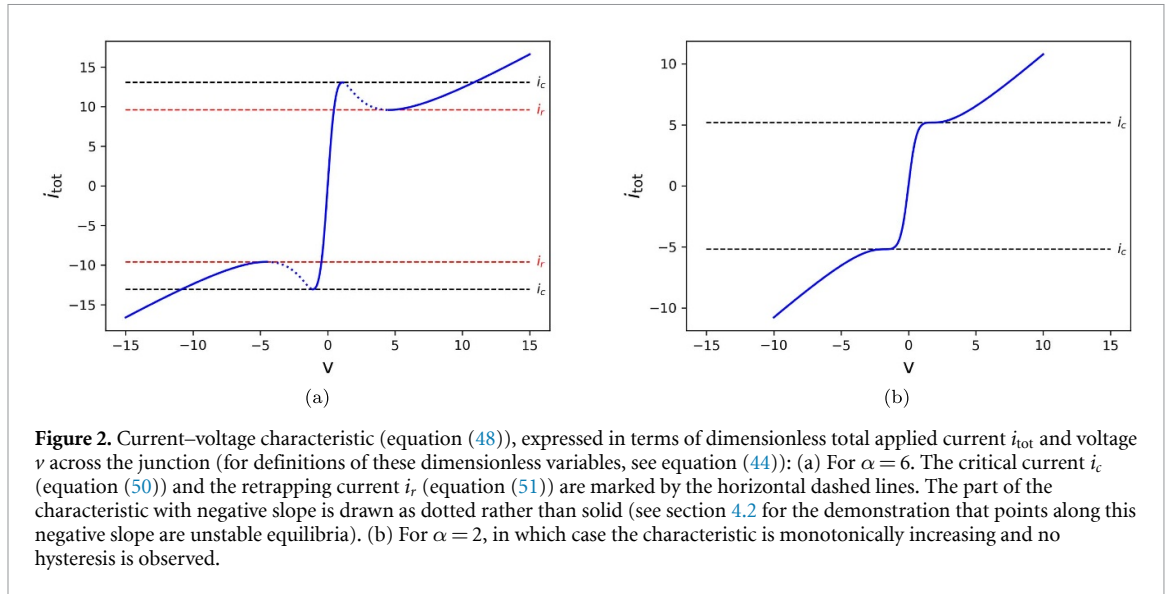 15
10
5
0
−5
−10
−15
i_tot
−15 −10 −5 0 5 10 15
v
i_c
i_r
i_r
i_c
(a)
10
5
0
−5
−10
i_tot
−15 −10 −5 0 5 10 15
v
i_c
i_c
(b)
Figure 2. Current–voltage characteristic (equation (48)), expressed in terms of dimensionless total applied current i_tot and voltage
v across the junction (for definitions of these dimensionless variables, see equation (44)): (a) For α = 6. The critical current i_c
(equation (50)) and the retrapping current i_r (equation (51)) are marked by the horizontal dashed lines. The part of the
characteristic with negative slope is drawn as dotted rather than solid (see section 4.2 for the demonstration that points along this
negative slope are unstable equilibria). (b) For α = 2, in which case the characteristic is monotonically increasing and no
hysteresis is observed.